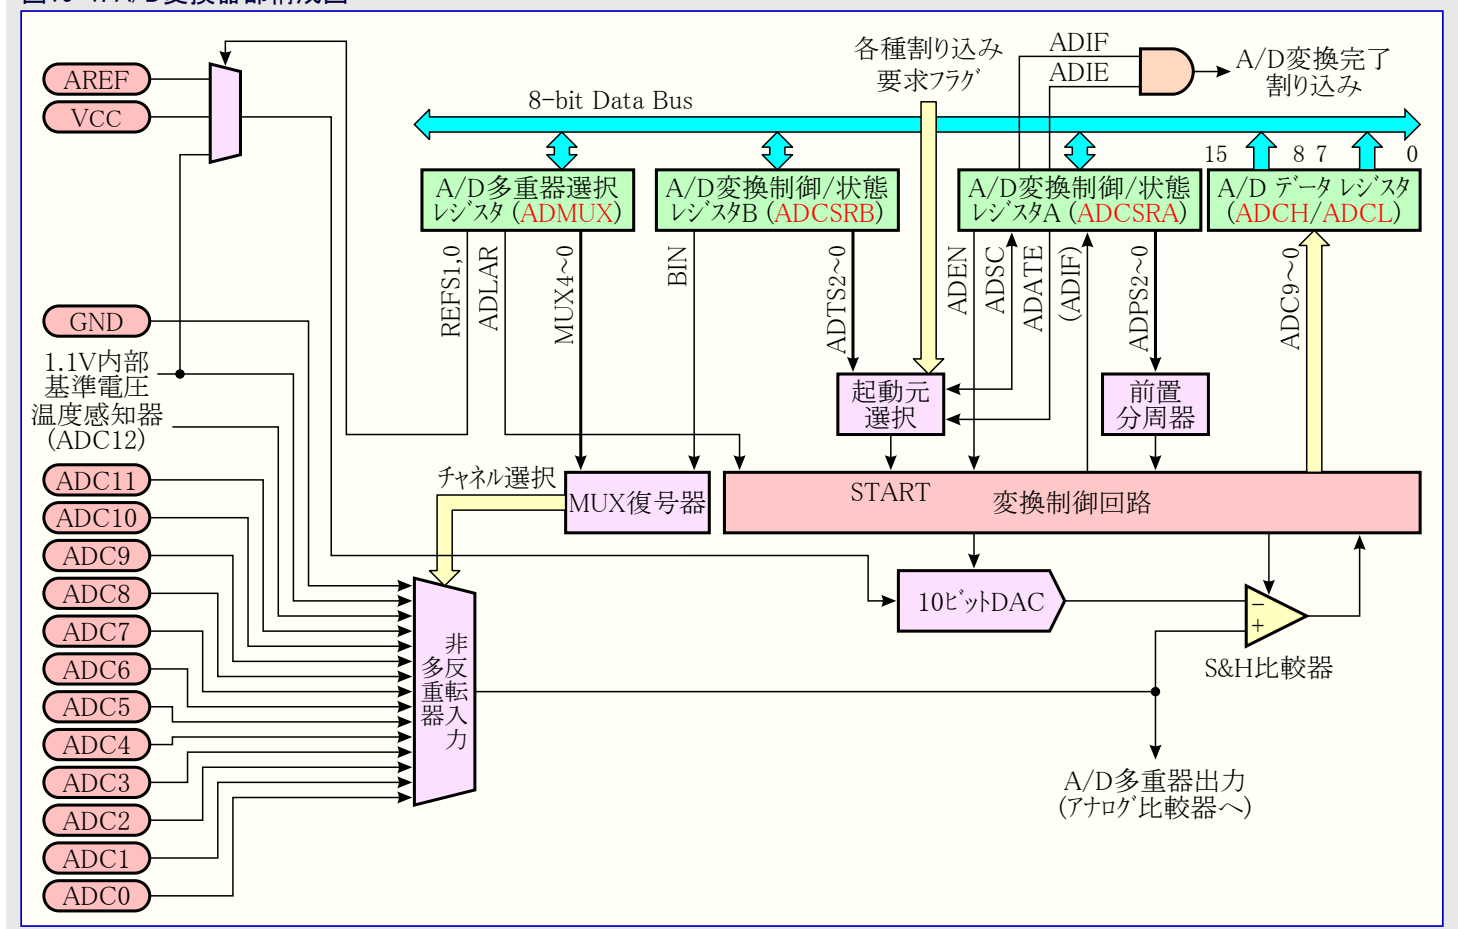 AREF
VCC
各種割り込み
要求フラグ
ADIF
ADIE
A/D変換完了
割り込み
8-bit Data Bus
15
8 7
0
A/D多重器選択
レジスタ (ADMUX)
A/D変換制御/状態
レジスタB (ADCSRB)
A/D変換制御/状態
レジスタA (ADCSRA)
A/D データ レジスタ
(ADCH/ADCL)
REFS1,0
ADLAR
MUX4~0
BIN
ADTS2~0
ADEN
ADSC
ADATE
(ADIF)
ADPS2~0
ADC9~0
GND
1.1V内部
基準電圧
温度感知器
(ADC12)
起動元
選択
前置
分周器
チャネル選択
MUX復号器
START
変換制御回路
ADC11
ADC10
ADC9
ADC8
ADC7
ADC6
ADC5
ADC4
ADC3
ADC2
ADC1
ADC0
非反転入力
多重器
10ビットDAC
−
+
S&H比較器
A/D多重器出力
(アナログ比較器へ)